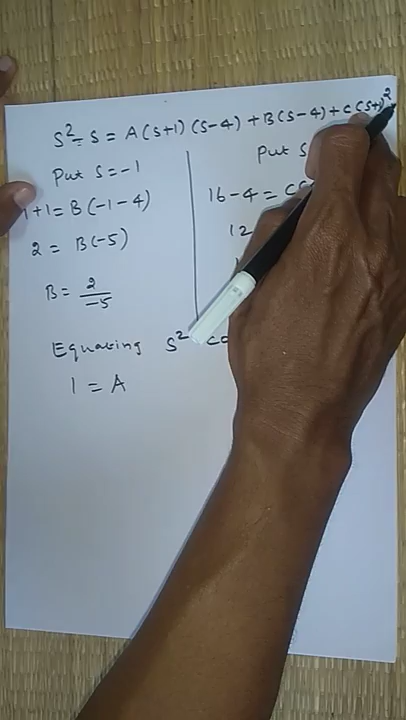 S² - S = A(S+1)(S-4) + B(S-4) + C(S+1)²
Put S = -1
1+1 = B(-1-4)
2 = B(-5)
B = 2/-5
Put S
16-4 = C(
12
Equating S² co
1 = A